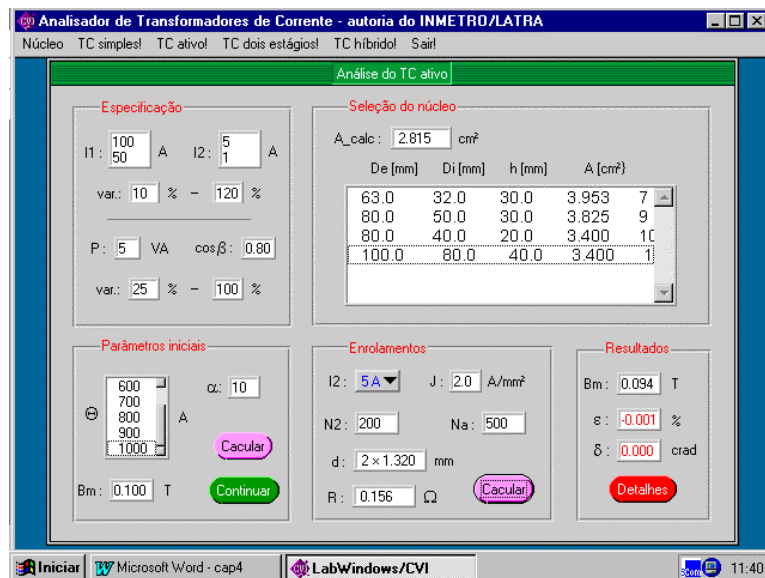 Analisador de Transformadores de Corrente - autoria do INMETRO/LATRA
Núcleo TC simples! TC ativo! TC dois estágios! TC híbrido! Sair!
Análise do TC ativo
Especificação
I1: 100 50 A I2: 5 1 A
var.: 10 % - 120 %
P: 5 VA cosβ: 0.80
var.: 25 % - 100 %
Seleção do núcleo
A_calc: 2.815 cm²
De [mm] Di [mm] h [mm] A [cm²}
63.0 32.0 30.0 3.953 7
80.0 50.0 30.0 3.825 9
80.0 40.0 20.0 3.400 10
100.0 80.0 40.0 3.400 1
Parâmetros iniciais
Θ 600 700 800 900 1000 A α: 10
Cacular
Bm: 0.100 T Continuar
Enrolamentos
I2: 5 A J: 2.0 A/mm²
N2: 200 Na: 500
d: 2×1.320 mm
R: 0.156 Ω Cacular
Resultados
Bm: 0.094 T
ε: -0.001 %
δ: 0.000 crad
Detalhes
Iniciar Microsoft Word - cap4 LabWindows/CVI 11:40